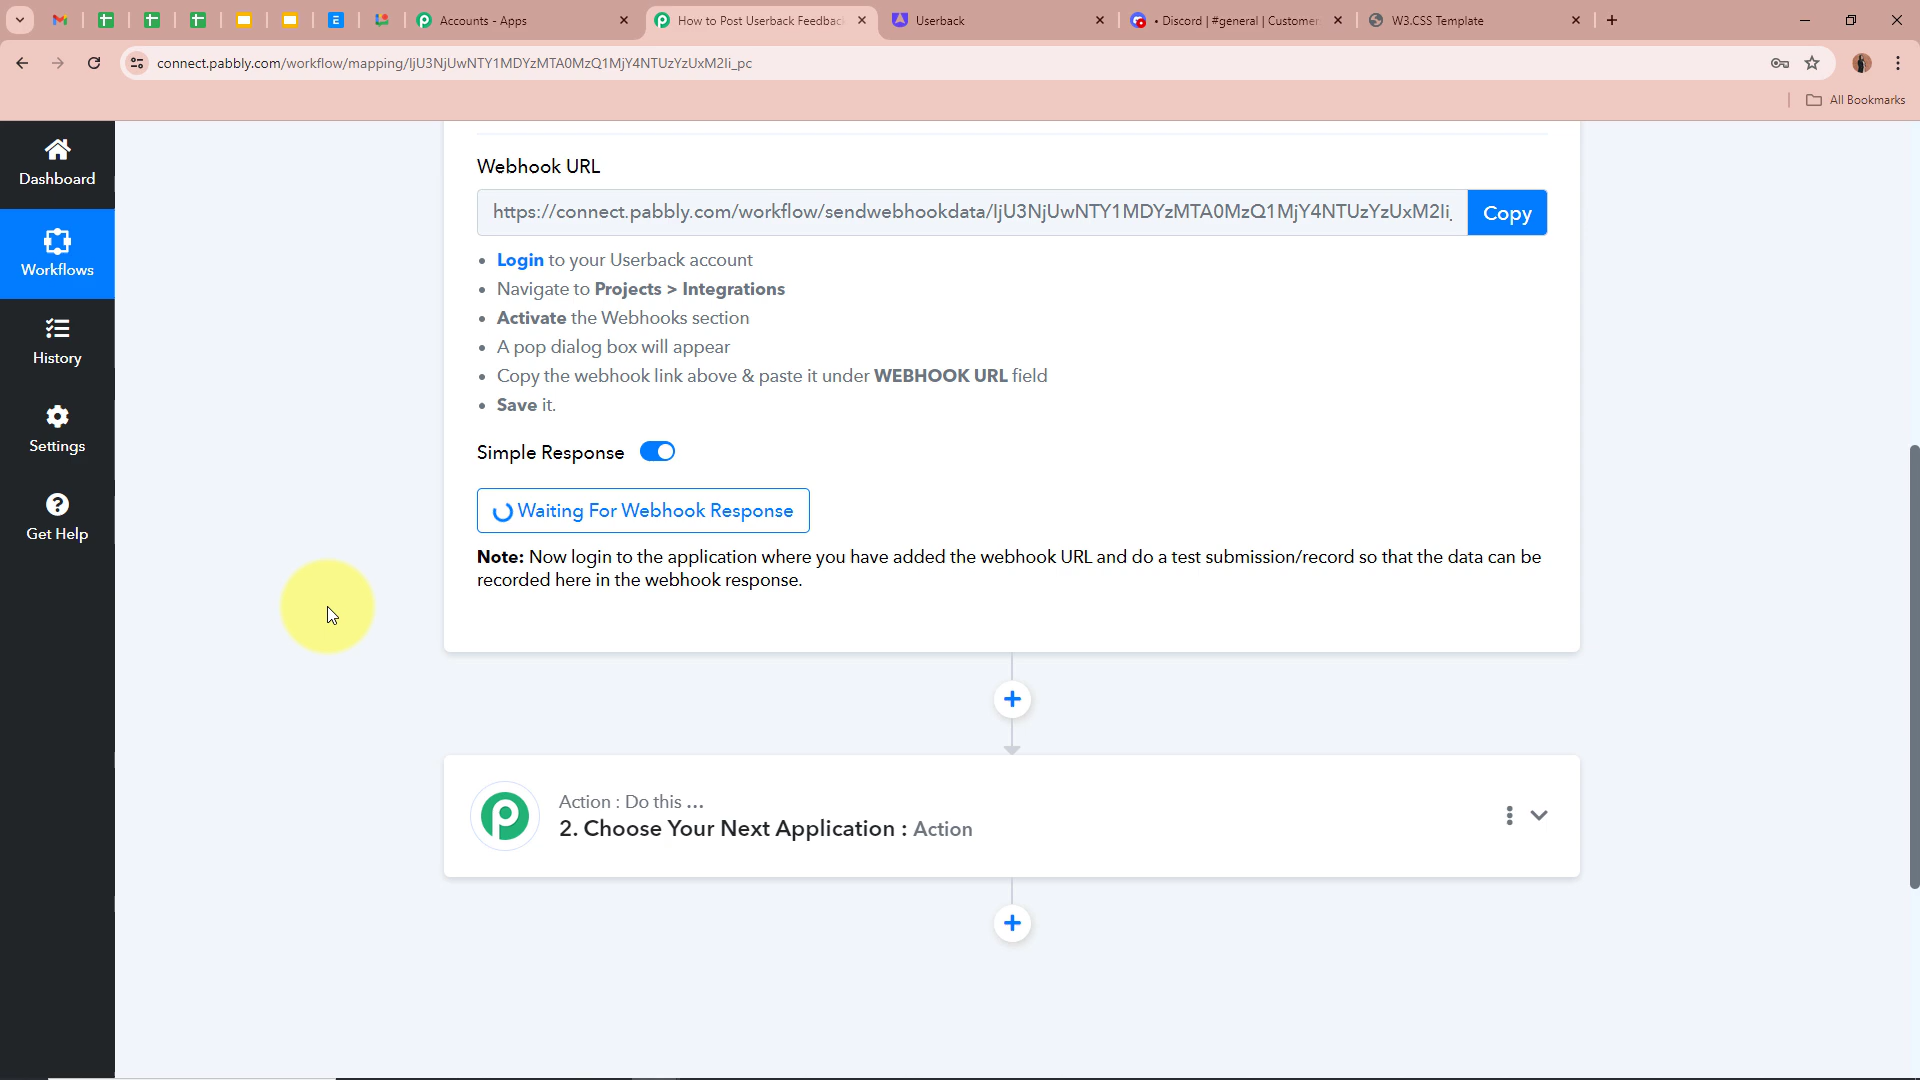 Accounts - Apps
How to Post Userback Feedback
Userback
• Discord | #general | Customer
W3.CSS Template
connect.pabbly.com/workflow/mapping/IjU3NjUwNTY1MDYzMTA0MzQ1MjY4NTUzYzUxM2Ii_pc
All Bookmarks
Dashboard
Workflows
History
Settings
Get Help
Webhook URL
https://connect.pabbly.com/workflow/sendwebhookdata/IjU3NjUwNTY1MDYzMTA0MzQ1MjY4NTUzYzUxM2Ii_
Copy
• Login to your Userback account
• Navigate to Projects > Integrations
• Activate the Webhooks section
• A pop dialog box will appear
• Copy the webhook link above & paste it under WEBHOOK URL field
• Save it.
Simple Response
Waiting For Webhook Response
Note: Now login to the application where you have added the webhook URL and do a test submission/record so that the data can be
recorded here in the webhook response.
Action : Do this ...
2. Choose Your Next Application : Action